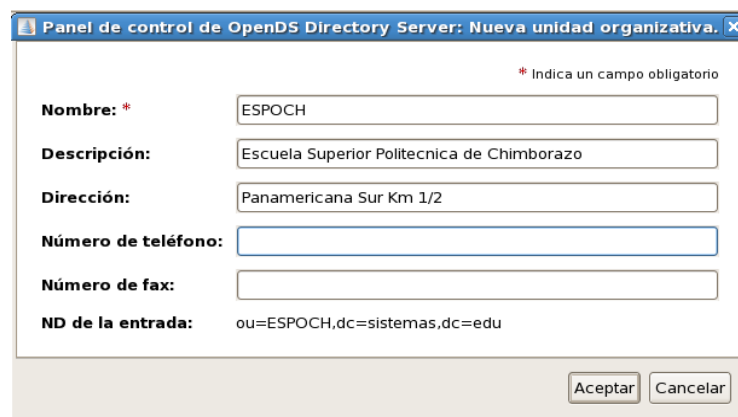 Panel de control de OpenDS Directory Server: Nueva unidad organizativa.
* Indica un campo obligatorio
Nombre: * ESPOCH
Descripción: Escuela Superior Politecnica de Chimborazo
Dirección: Panamericana Sur Km 1/2
Número de teléfono:
Número de fax:
ND de la entrada: ou=ESPOCH,dc=sistemas,dc=edu
Aceptar Cancelar